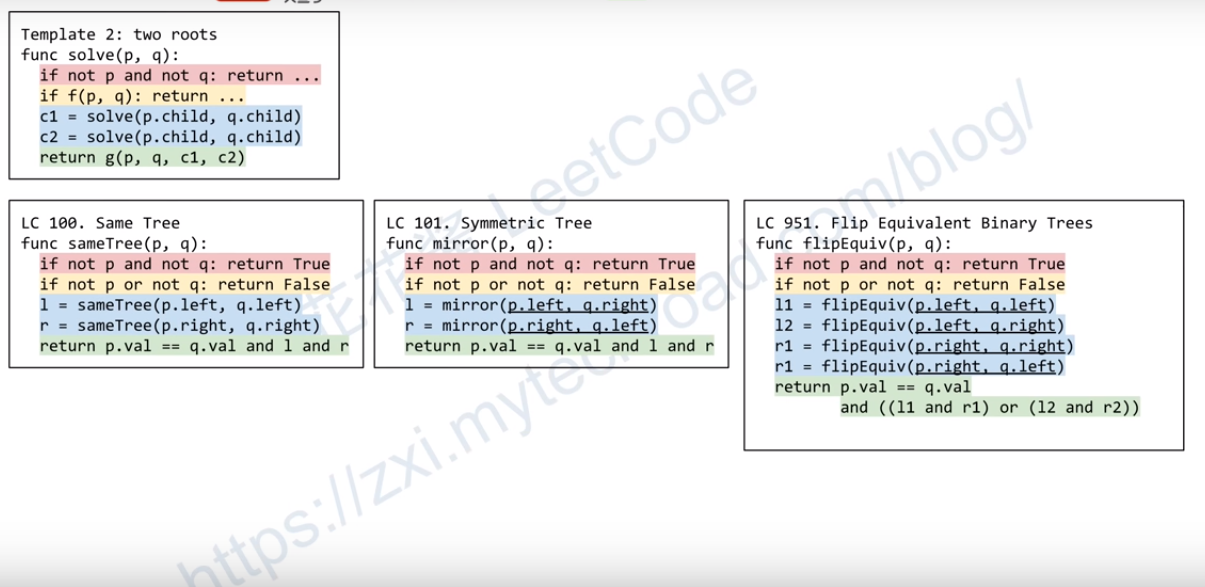 Template 2: two roots
func solve(p, q):
if not p and not q: return ...
if f(p, q): return ...
c1 = solve(p.child, q.child)
c2 = solve(p.child, q.child)
return g(p, q, c1, c2)
LC 100. Same Tree
func sameTree(p, q):
if not p and not q: return True
if not p or not q: return False
l = sameTree(p.left, q.left)
r = sameTree(p.right, q.right)
return p.val == q.val and l and r
LC 101. Symmetric Tree
func mirror(p, q):
if not p and not q: return True
if not p or not q: return False
l = mirror(p.left, q.right)
r = mirror(p.right, q.left)
return p.val == q.val and l and r
LC 951. Flip Equivalent Binary Trees
func flipEquiv(p, q):
if not p and not q: return True
if not p or not q: return False
l1 = flipEquiv(p.left, q.left)
l2 = flipEquiv(p.left, q.right)
r1 = flipEquiv(p.right, q.right)
r1 = flipEquiv(p.right, q.left)
return p.val == q.val
and ((l1 and r1) or (l2 and r2))
花花酱 LeetCode